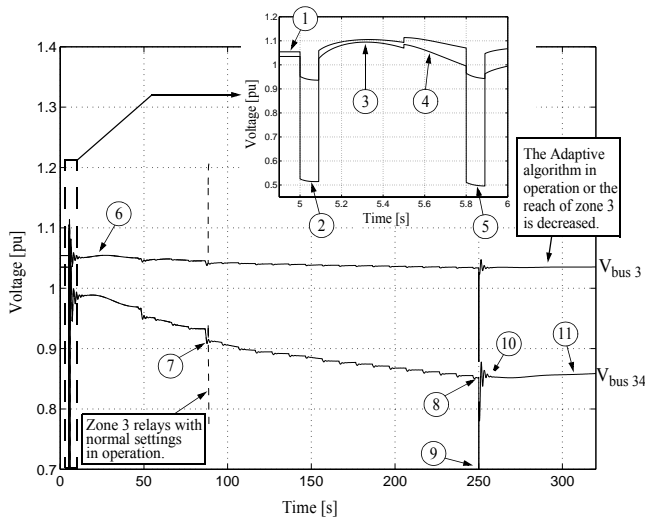 1.4
1.3
1.2
1.1
1
0.9
0.8
0.7
Voltage [pu]
0
50
100
150
200
250
300
Time [s]
1.2
1.1
1
0.9
0.8
0.7
0.6
0.5
Voltage [pu]
5
5.2
5.4
5.6
5.8
6
Time [s]
1
2
3
4
5
6
7
8
9
10
11
The Adaptive
algorithm in
operation or the
reach of zone 3
is decreased.
V bus 3
V bus 34
Zone 3 relays with
normal settings
in operation.